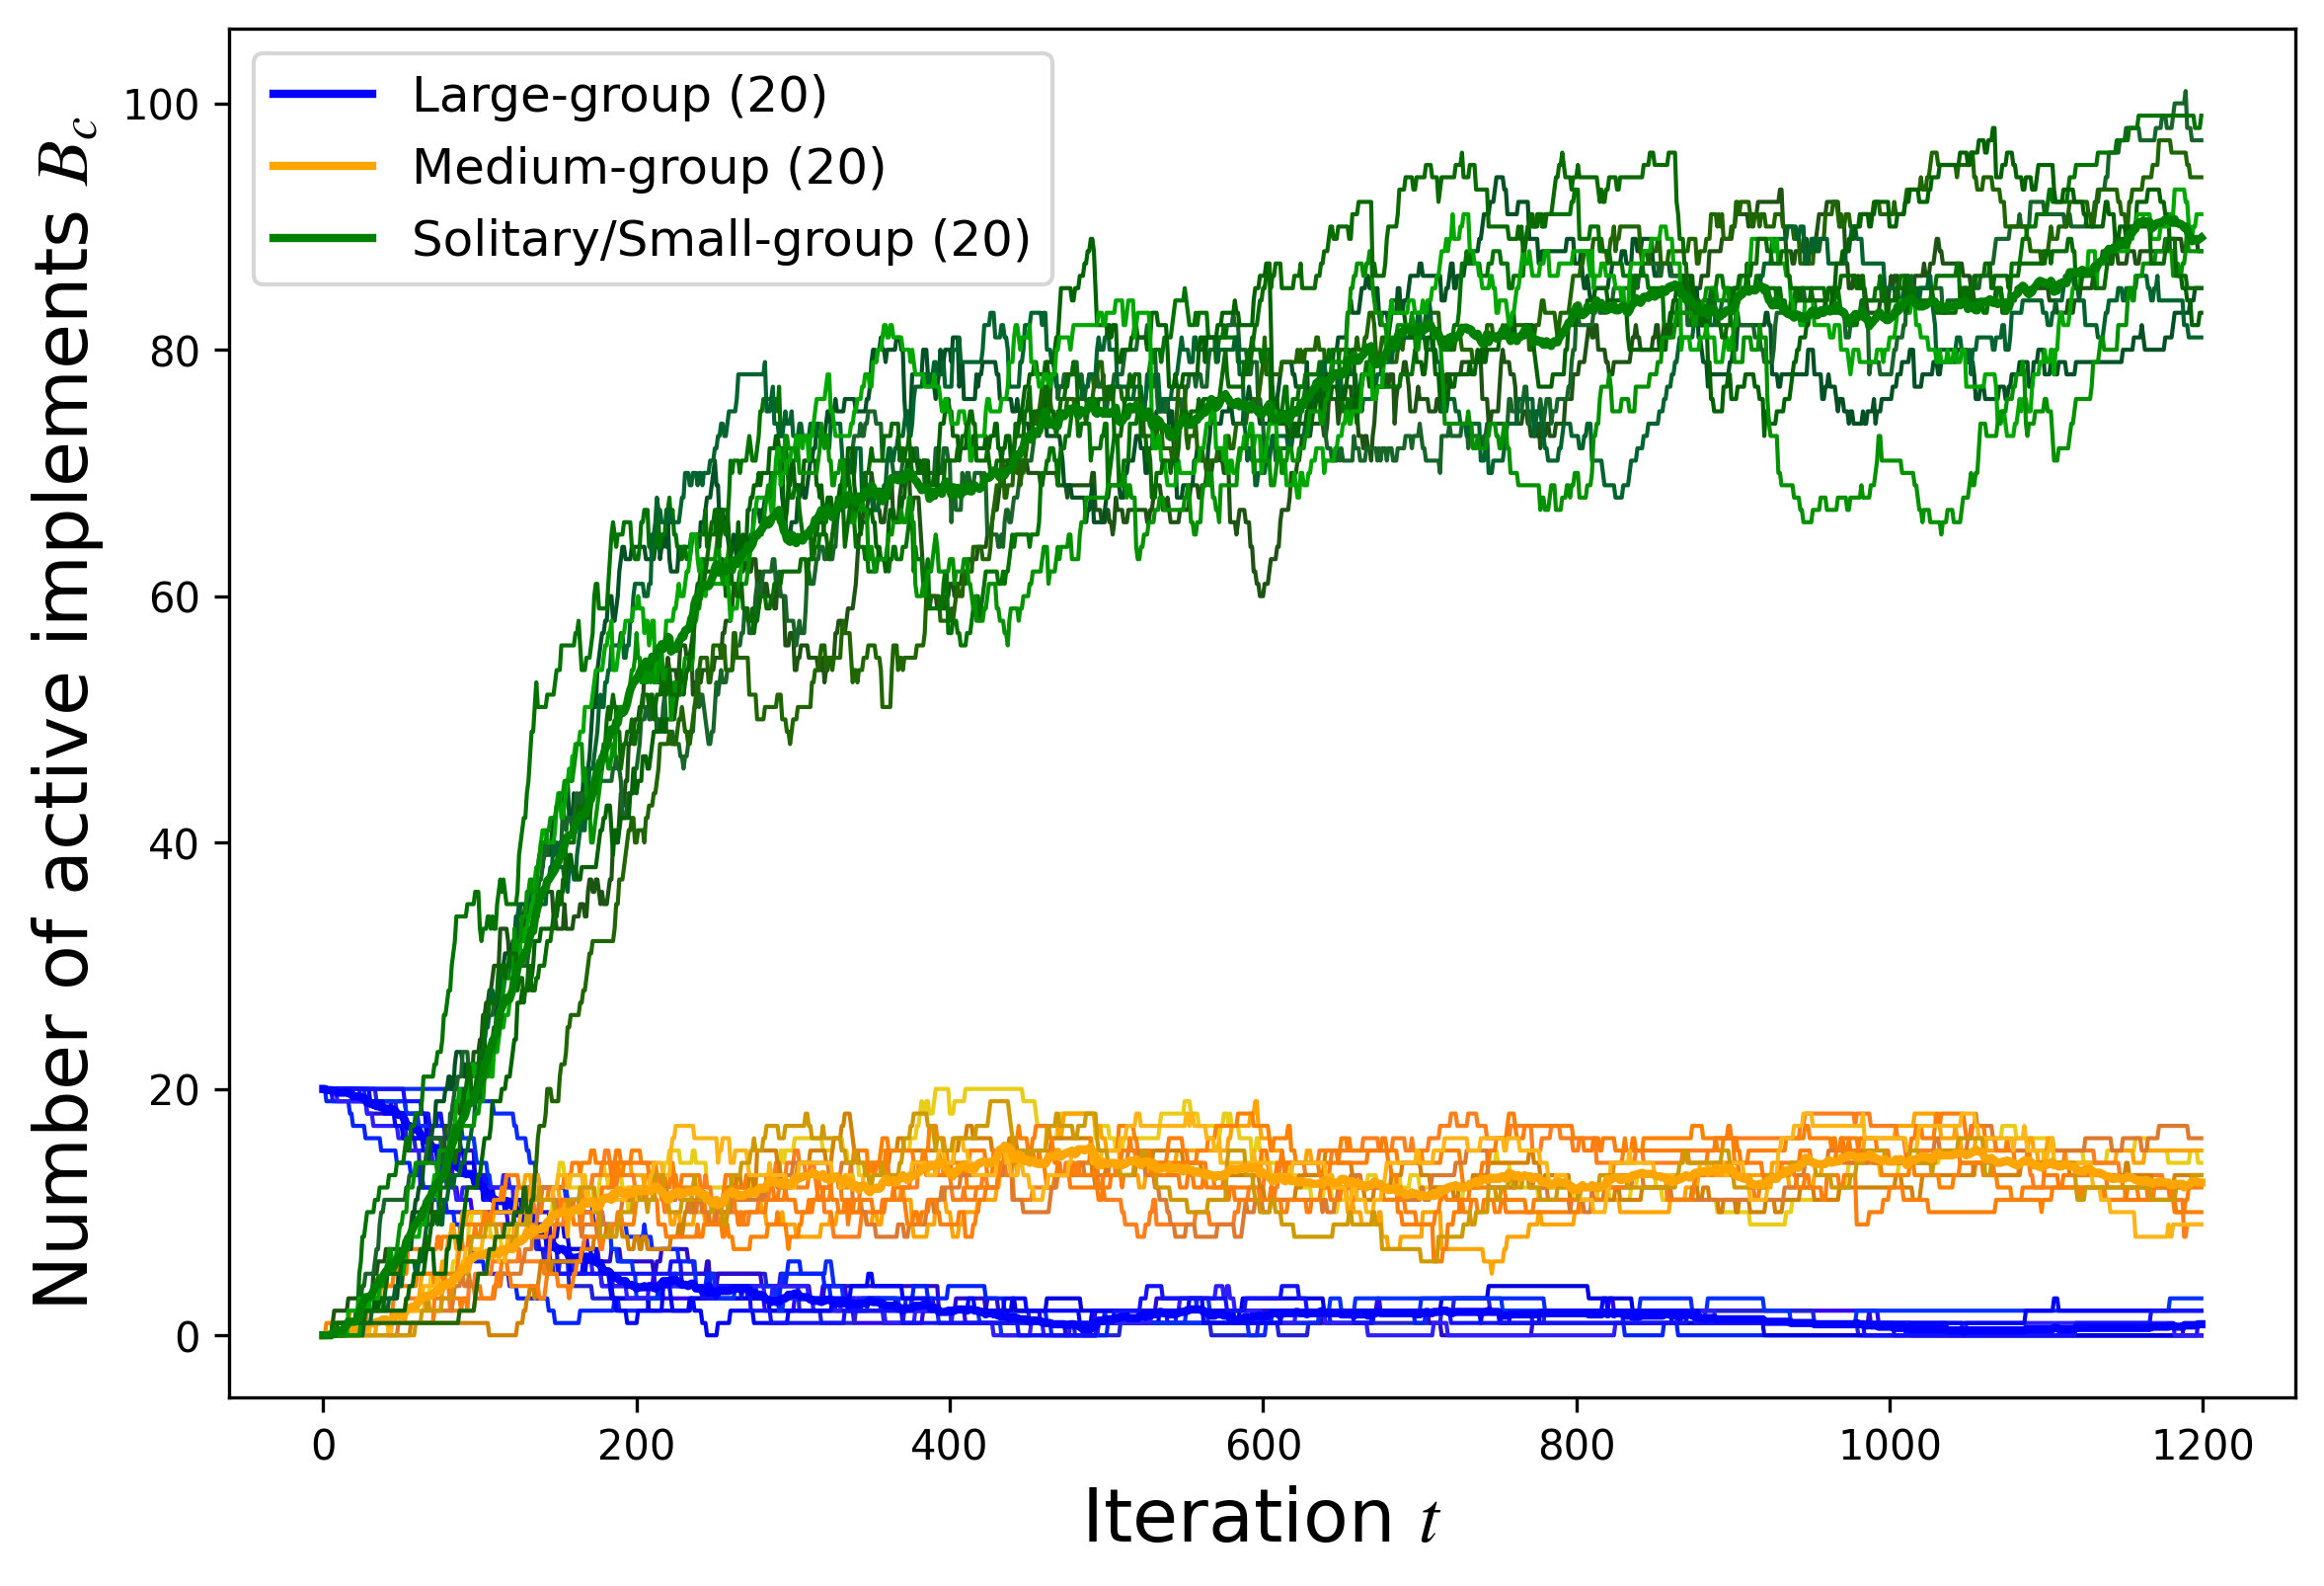 Large-group (20)
Medium-group (20)
Solitary/Small-group (20)
Number of active implements B_c
100
80
60
40
20
0
0 200 400 600 800 1000 1200
Iteration t